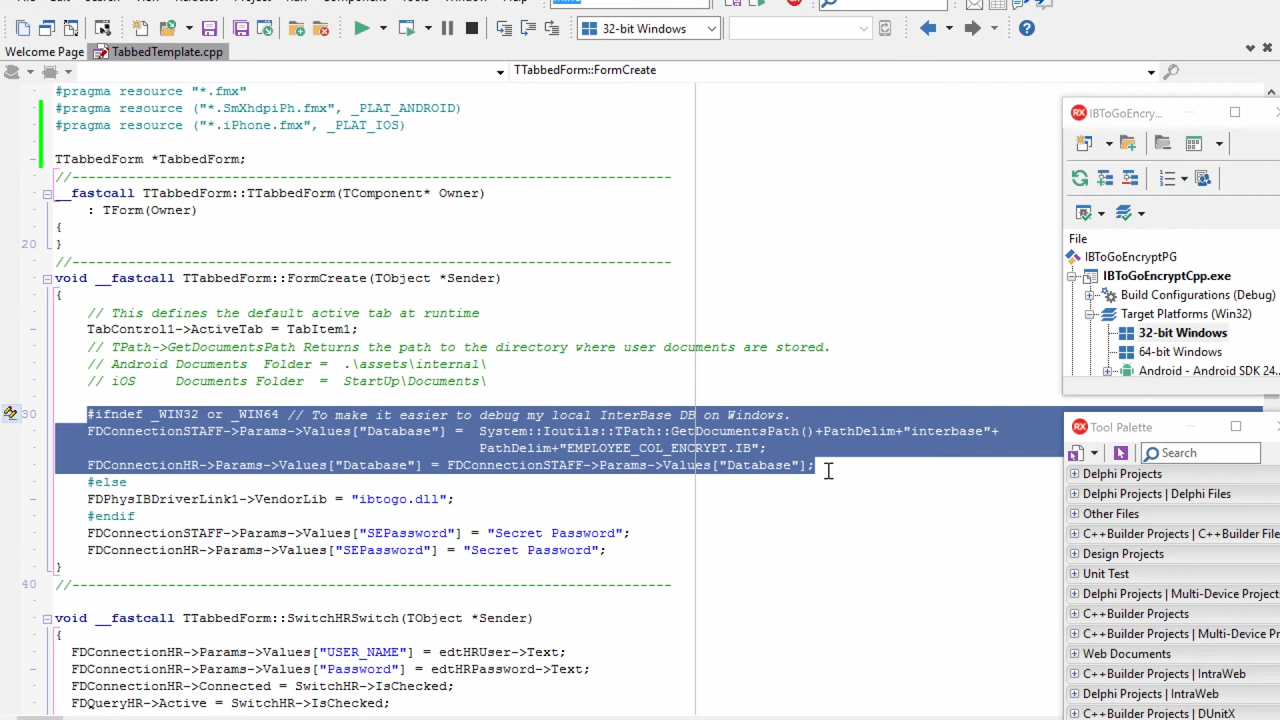 32-bit Windows
Welcome Page
TabbedTemplate.cpp
TTabbedForm::FormCreate
#pragma resource "*.fmx"
#pragma resource ("*.SmXhdpiPh.fmx", _PLAT_ANDROID)
#pragma resource ("*.iPhone.fmx", _PLAT_IOS)
TTabbedForm *TabbedForm;
//---------------------------------------------------------------------------
__fastcall TTabbedForm::TTabbedForm(TComponent* Owner)
: TForm(Owner)
{
20 }
//---------------------------------------------------------------------------
void __fastcall TTabbedForm::FormCreate(TObject *Sender)
{
// This defines the default active tab at runtime
TabControl1->ActiveTab = TabItem1;
// TPath->GetDocumentsPath Returns the path to the directory where user documents are stored.
// Android Documents  Folder = .\assets\internal\
// iOS     Documents Folder  =  StartUp\Documents\
30 #ifndef _WIN32 or _WIN64 // To make it easier to debug my local InterBase DB on Windows.
FDConnectionSTAFF->Params->Values["Database"] =  System::Ioutils::TPath::GetDocumentsPath()+PathDelim+"interbase"+
PathDelim+"EMPLOYEE_COL_ENCRYPT.IB";
FDConnectionHR->Params->Values["Database"] = FDConnectionSTAFF->Params->Values["Database"];
#else
FDPhysIBDriverLink1->VendorLib = "ibtogo.dll";
#endif
FDConnectionSTAFF->Params->Values["SEPassword"] = "Secret Password";
FDConnectionHR->Params->Values["SEPassword"] = "Secret Password";
}
40 //---------------------------------------------------------------------------
void __fastcall TTabbedForm::SwitchHRSwitch(TObject *Sender)
{
FDConnectionHR->Params->Values["USER_NAME"] = edtHRUser->Text;
FDConnectionHR->Params->Values["Password"] = edtHRPassword->Text;
FDConnectionHR->Connected = SwitchHR->IsChecked;
FDQueryHR->Active = SwitchHR->IsChecked;
RX IBToGoEncry...
File
IBToGoEncryptPG
IBToGoEncryptCpp.exe
Build Configurations (Debug)
Target Platforms (Win32)
32-bit Windows
64-bit Windows
Android - Android SDK 24...
RX Tool Palette
Search
Delphi Projects
Delphi Projects | Delphi Files
Other Files
C++Builder Projects | C++Builder File
Design Projects
Unit Test
Delphi Projects | Multi-Device Project
C++Builder Projects
C++Builder Projects | Multi-Device Pr
Web Documents
C++Builder Projects | IntraWeb
Delphi Projects | IntraWeb
C++Builder Projects | DUnitX